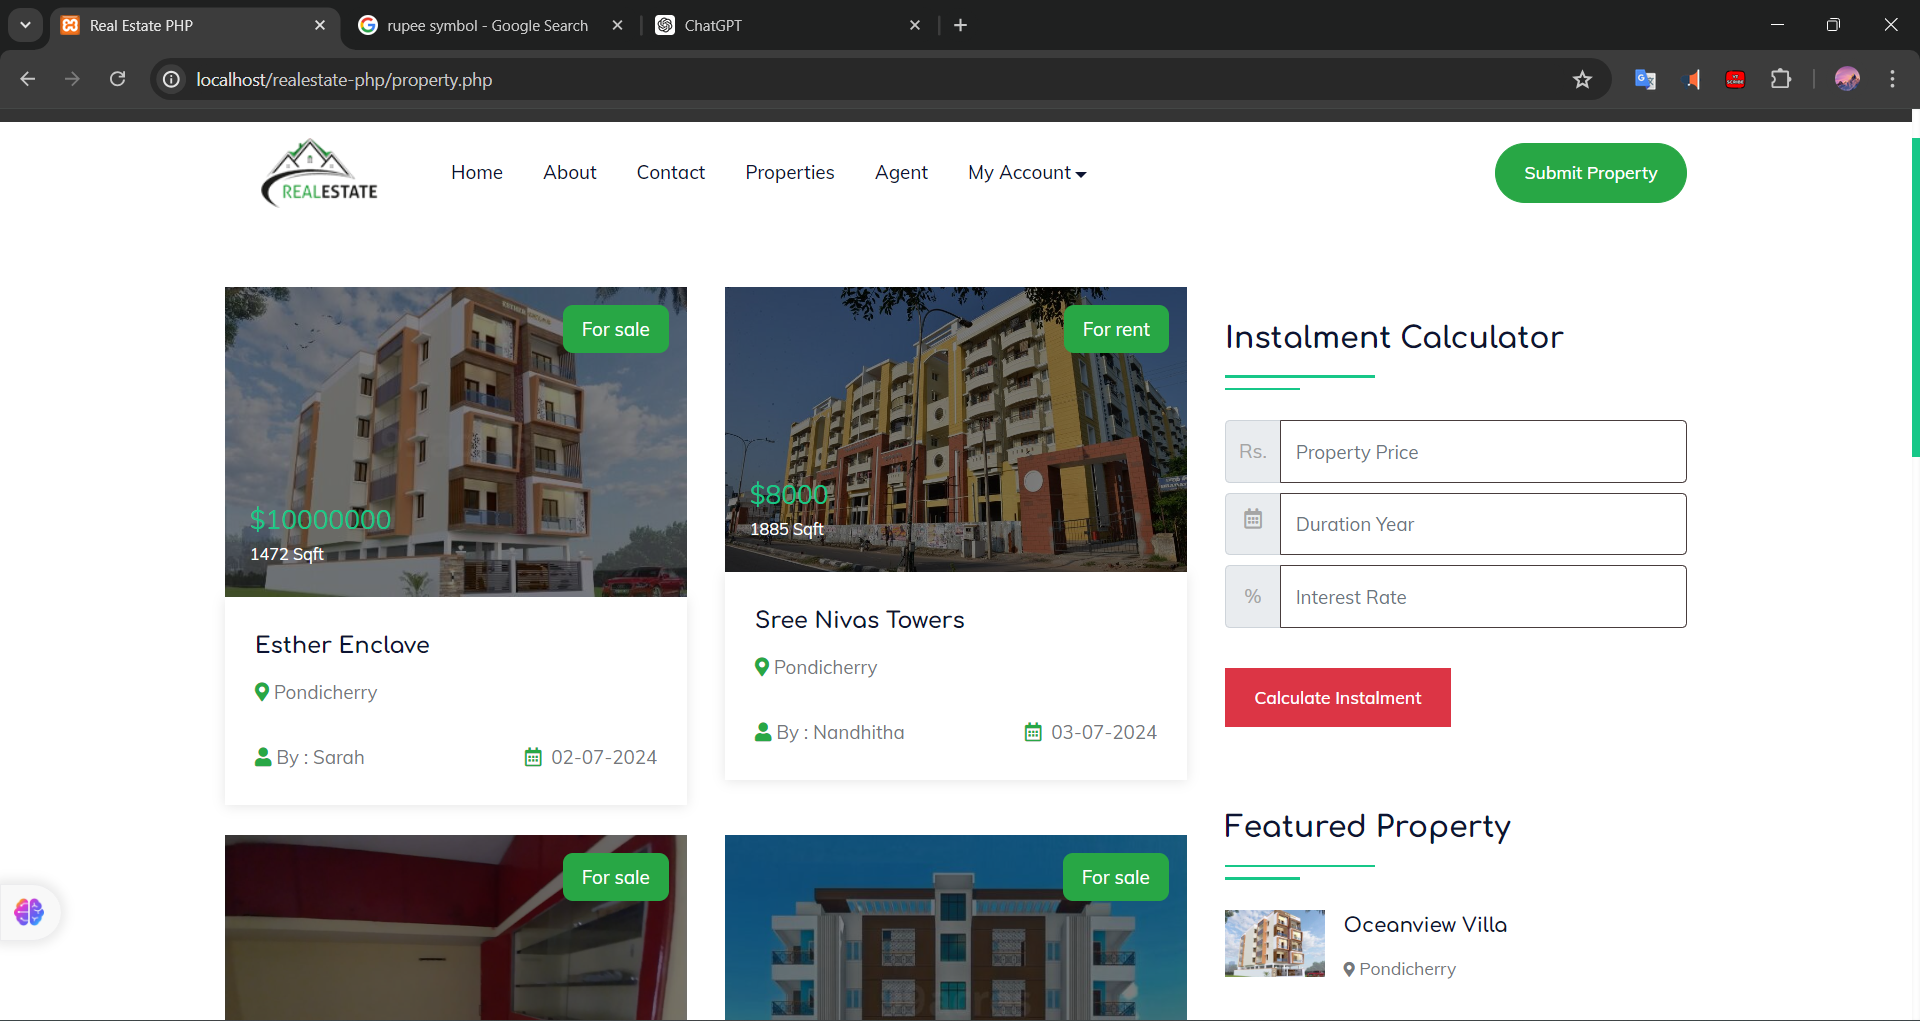 Real Estate PHP
rupee symbol - Google Search
ChatGPT
localhost/realestate-php/property.php
REALESTATE
Home
About
Contact
Properties
Agent
My Account
Submit Property
For sale
$10000000
1472 Sqft
Esther Enclave
Pondicherry
By : Sarah
02-07-2024
For rent
$8000
1885 Sqft
Sree Nivas Towers
Pondicherry
By : Nandhitha
03-07-2024
For sale
For sale
Instalment Calculator
Rs.
Property Price
Duration Year
%
Interest Rate
Calculate Instalment
Featured Property
Oceanview Villa
Pondicherry